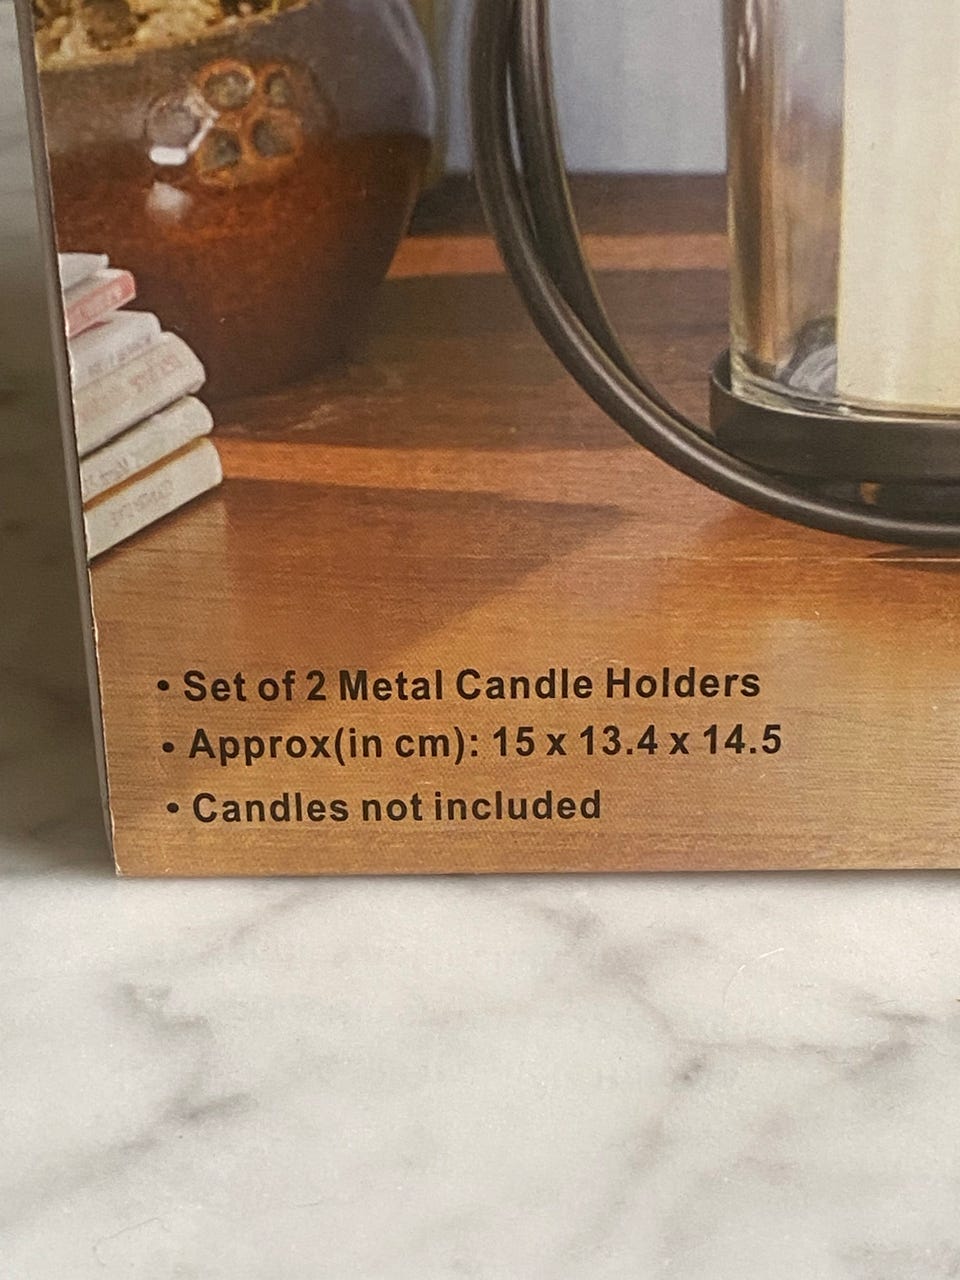 • Set of 2 Metal Candle Holders
• Approx(in cm): 15 x 13.4 x 14.5
• Candles not included